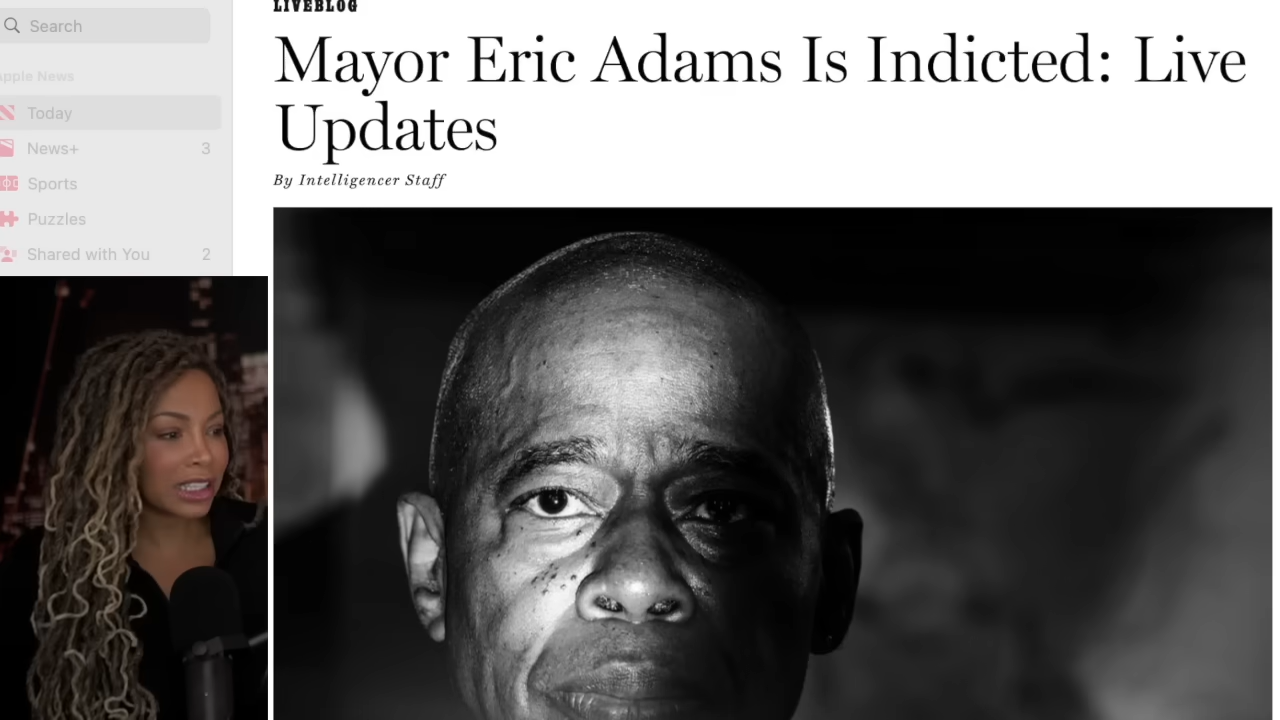 Search
Apple News
Today
News+ 3
Sports
Puzzles
Shared with You 2
LIVEBLOG
Mayor Eric Adams Is Indicted: Live
Updates
By Intelligencer Staff